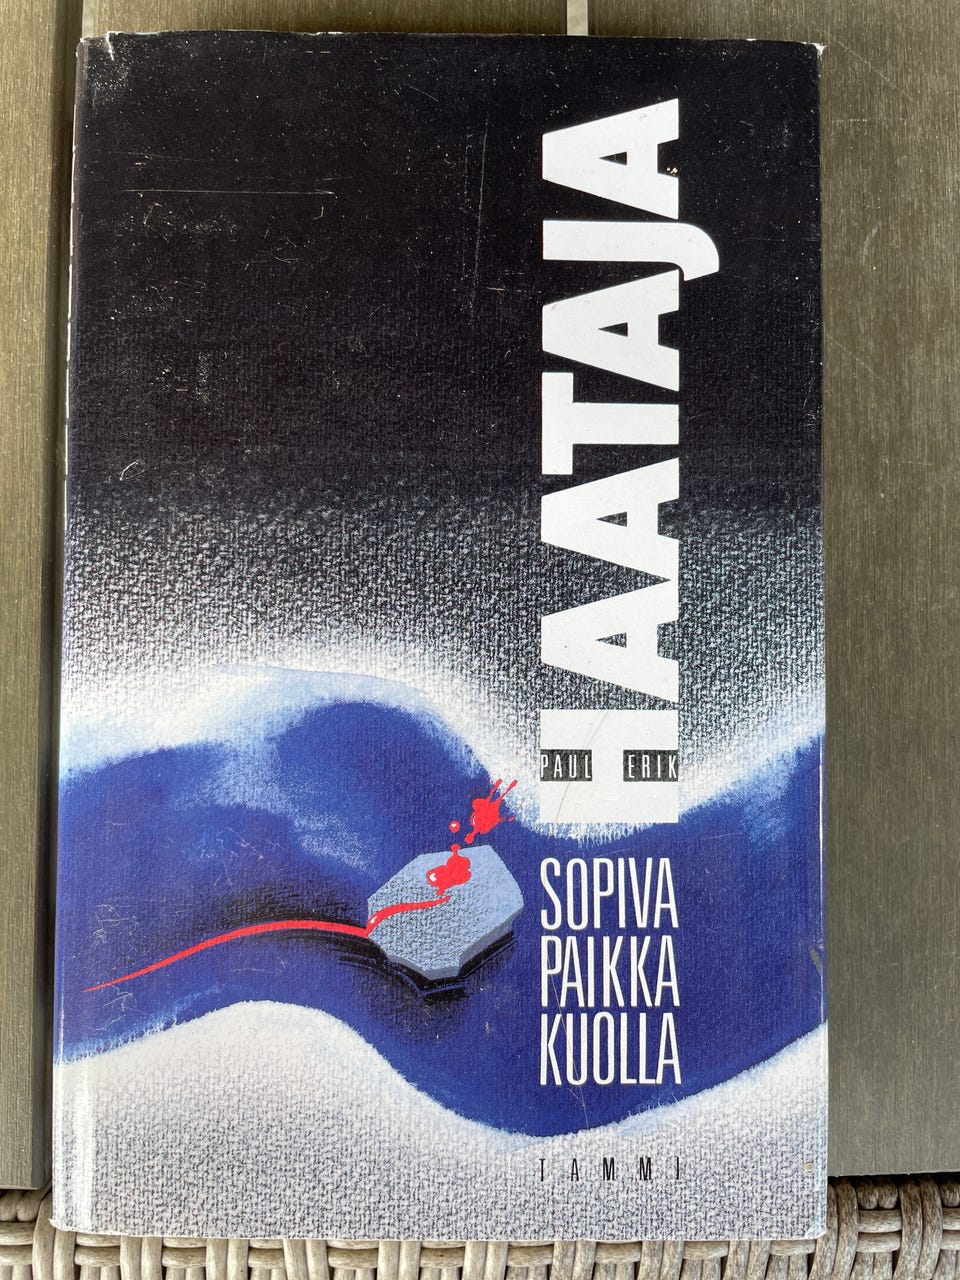 HAATAJA
PAUL ERIK
SOPIVA
PAIKKA
KUOLLA
TAMMI